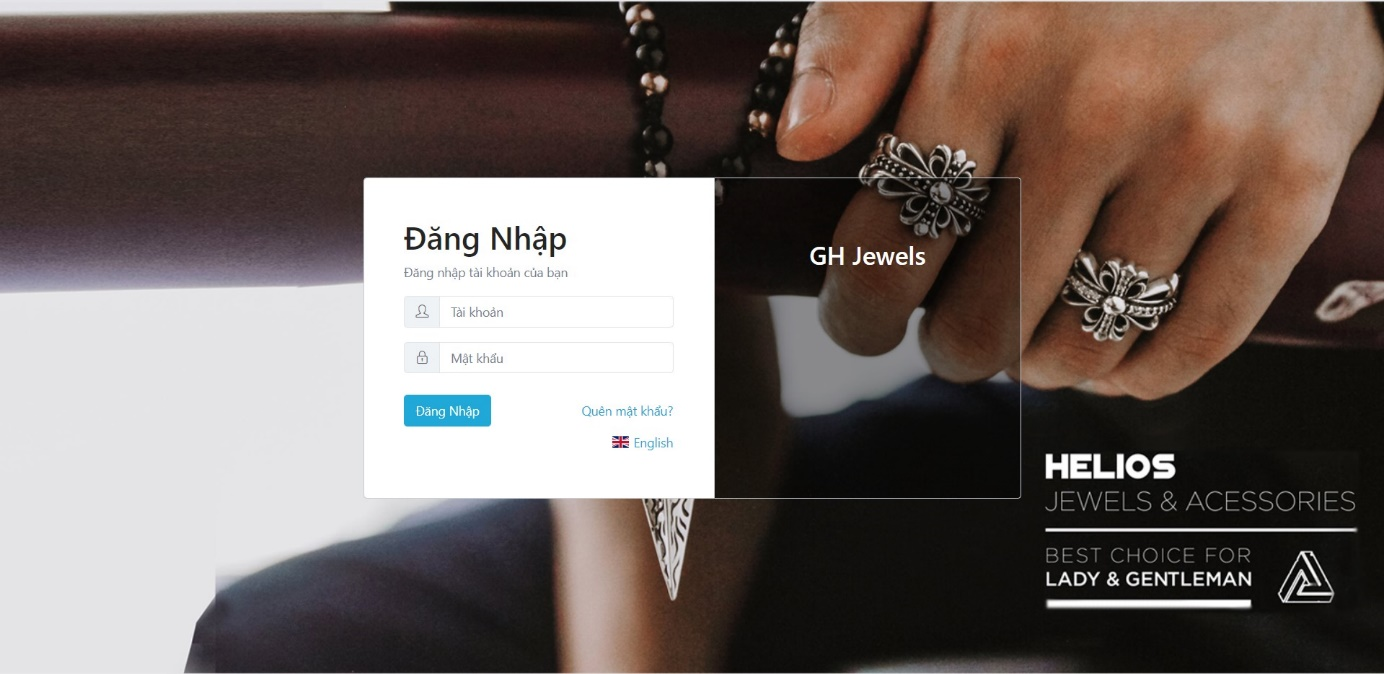 Đăng Nhập
Đăng nhập tài khoản của bạn
Tài khoản
Mật khẩu
Đăng Nhập
Quên mật khẩu?
English
GH Jewels
HELIOS
JEWELS & ACESSORIES
BEST CHOICE FOR
LADY & GENTLEMAN